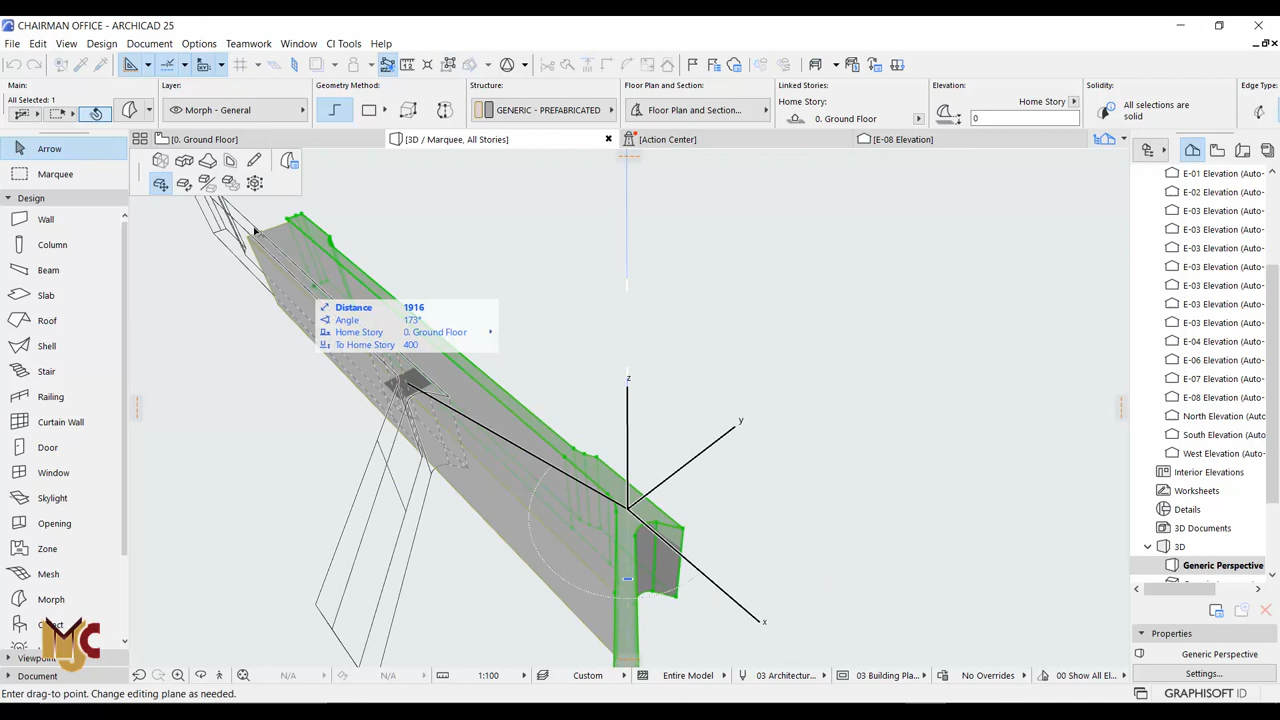 CHAIRMAN OFFICE - ARCHICAD 25
File Edit View Design Document Options Teamwork Window CI Tools Help
Main:
All Selected: 1
Layer:
Morph - General
Geometry Method:
Structure:
GENERIC - PREFABRICATED
Floor Plan and Section:
Floor Plan and Section...
Linked Stories:
Home Story:
0. Ground Floor
Elevation:
Home Story
0
Solidity:
All selections are
solid
Edge Type:
[0. Ground Floor]
[3D / Marquee, All Stories]
[Action Center]
[E-08 Elevation]
Arrow
Marquee
Design
Wall
Column
Beam
Slab
Roof
Shell
Stair
Railing
Curtain Wall
Door
Window
Skylight
Opening
Zone
Mesh
Morph
Viewpoi
Document
Distance 1916
Angle 173°
Home Story 0. Ground Floor
To Home Story 400
z
y
x
E-01 Elevation (Auto-
E-02 Elevation (Auto-
E-03 Elevation (Auto-
E-03 Elevation (Auto-
E-03 Elevation (Auto-
E-03 Elevation (Auto-
E-03 Elevation (Auto-
E-03 Elevation (Auto-
E-03 Elevation (Auto-
E-04 Elevation (Auto-
E-06 Elevation (Auto-
E-07 Elevation (Auto-
E-08 Elevation (Auto-
North Elevation (Auto-
South Elevation (Auto-
West Elevation (Auto-
Interior Elevations
Worksheets
Details
3D Documents
3D
Generic Perspective
Properties
Generic Perspective
Settings...
N/A
N/A
1:100
Custom
Entire Model
03 Architectur...
03 Building Pla...
No Overrides
00 Show All El...
Enter drag-to point. Change editing plane as needed.
GRAPHISOFT ID
MJC